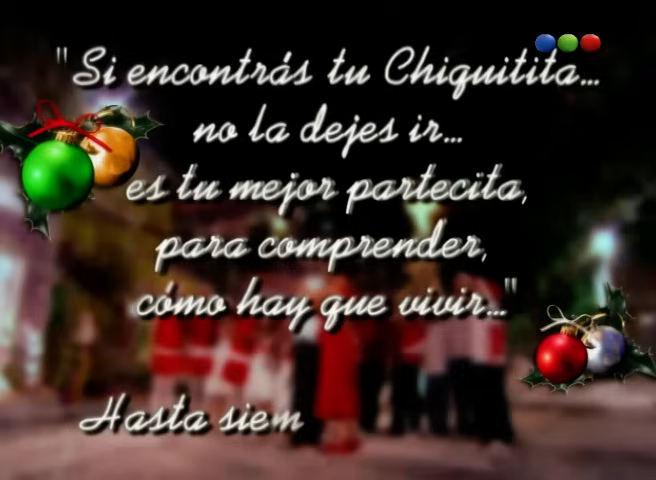 "Si encontrás tu Chiquitita...
no la dejes ir...
es tu mejor partecita,
para comprender,
cómo hay que vivir..."
Hasta siem